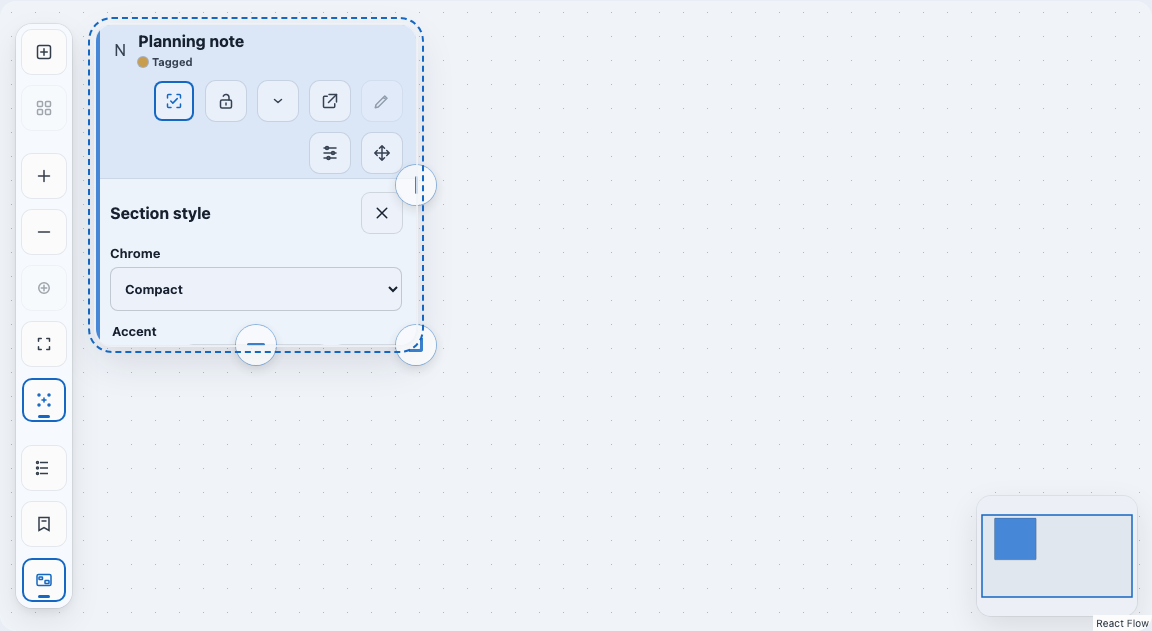 N
Planning note
Tagged
Section style
Chrome
Compact
Accent
React Flow